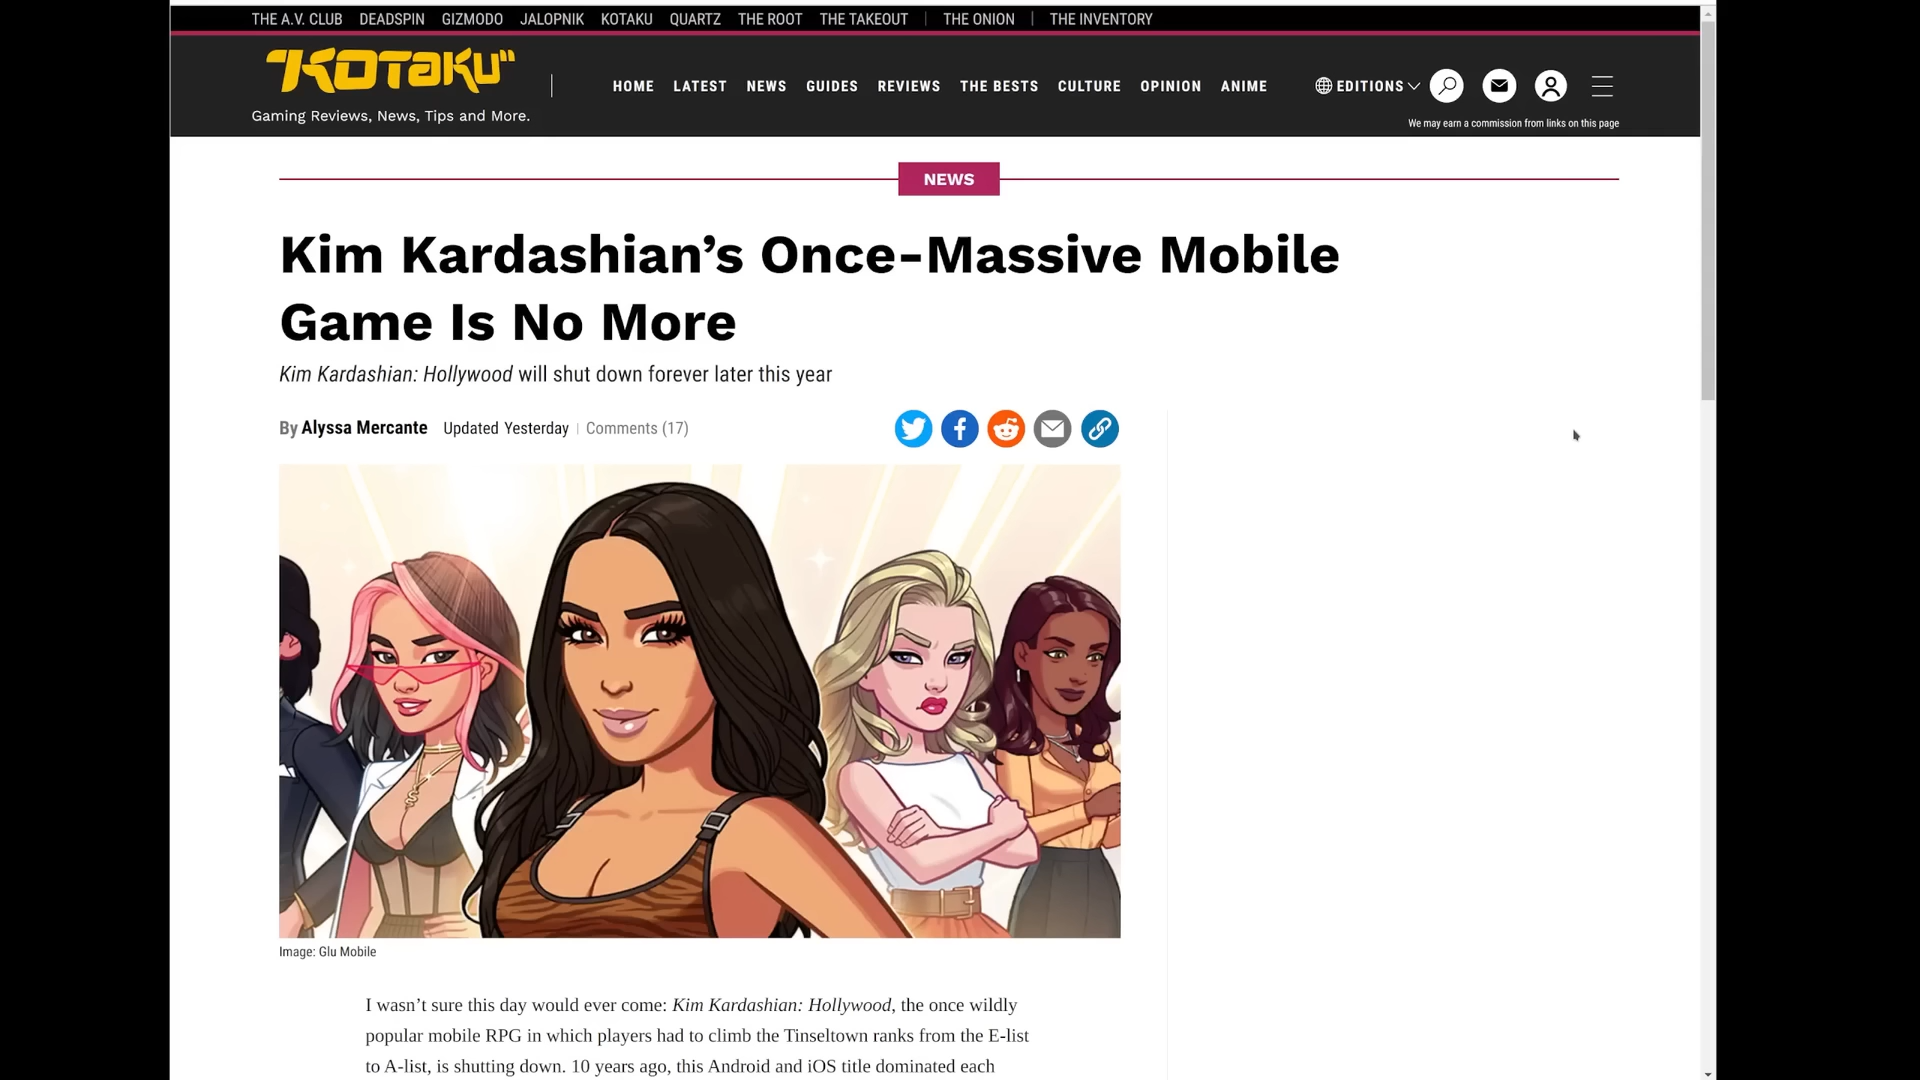 THE A.V. CLUB DEADSPIN GIZMODO JALOPNIK KOTAKU QUARTZ THE ROOT THE TAKEOUT | THE ONION | THE INVENTORY
"KOTAKU"
Gaming Reviews, News, Tips and More.
HOME LATEST NEWS GUIDES REVIEWS THE BESTS CULTURE OPINION ANIME EDITIONS
We may earn a commission from links on this page
NEWS
Kim Kardashian’s Once-Massive Mobile
Game Is No More
Kim Kardashian: Hollywood will shut down forever later this year
By Alyssa Mercante Updated Yesterday | Comments (17)
Image: Glu Mobile
I wasn’t sure this day would ever come: Kim Kardashian: Hollywood, the once wildly
popular mobile RPG in which players had to climb the Tinseltown ranks from the E-list
to A-list, is shutting down. 10 years ago, this Android and iOS title dominated each